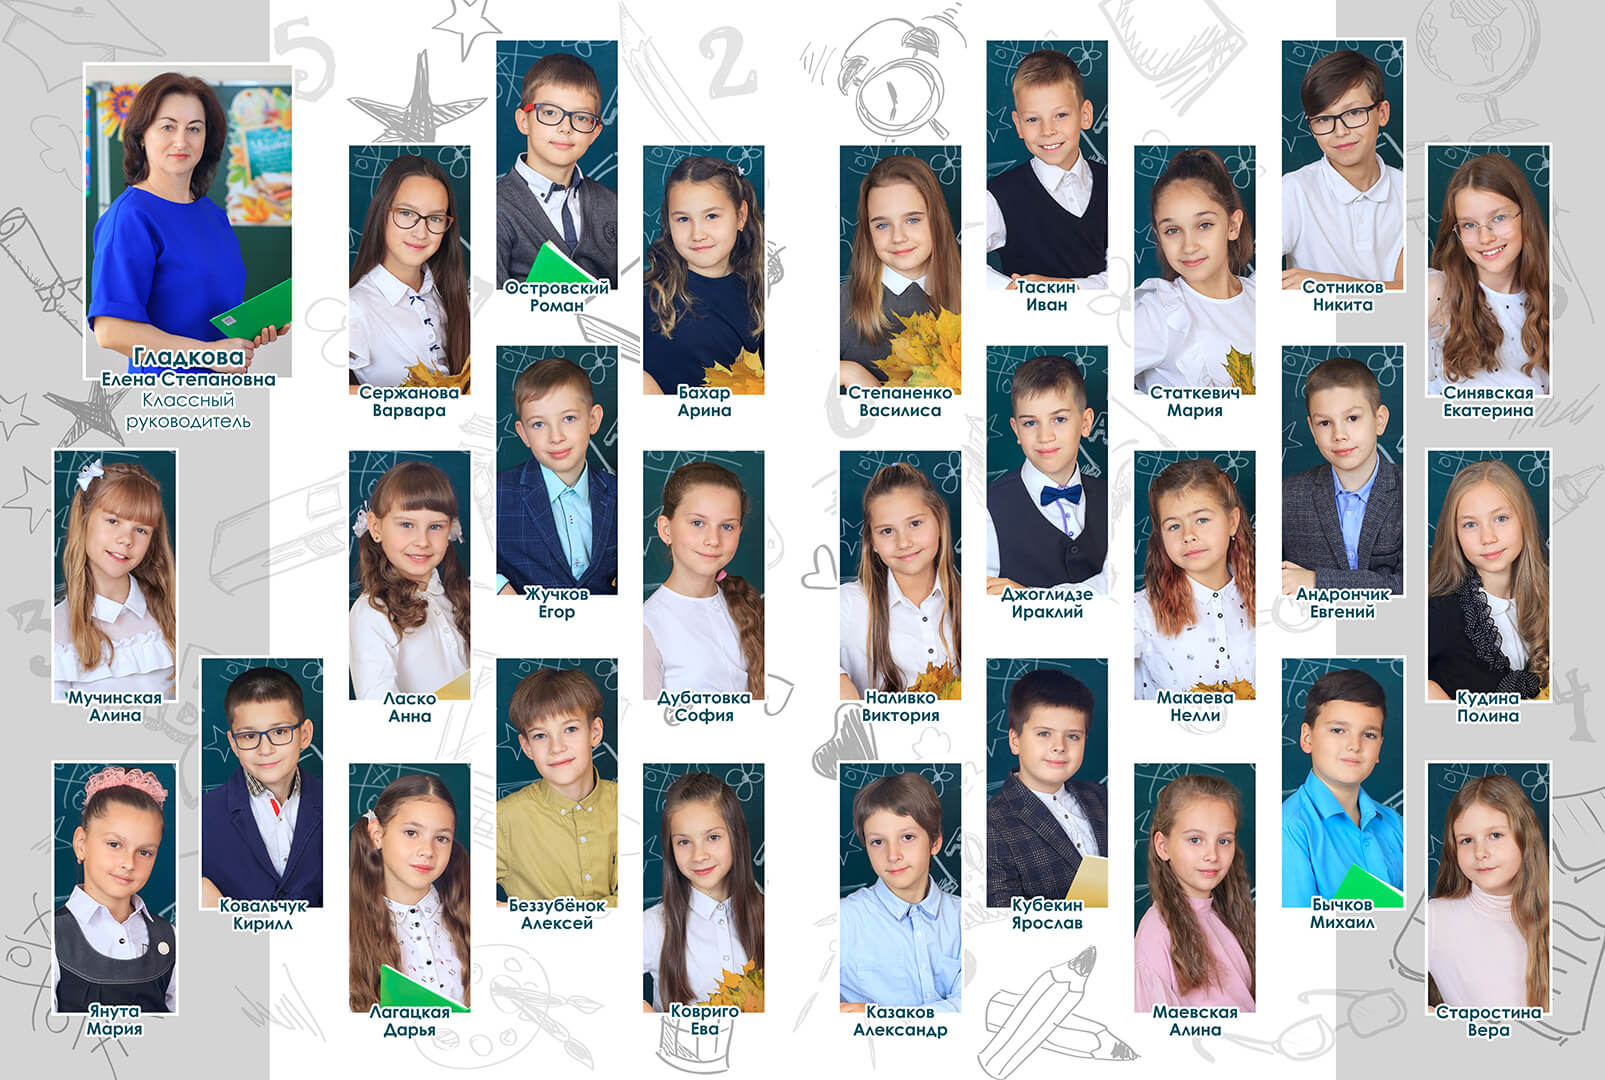 Гладкова
Елена Степановна
Классный
руководитель
Сержанова
Варвара
Островский
Роман
Бахар
Арина
Степаненко
Василиса
Таскин
Иван
Статкевич
Мария
Сотников
Никита
Синявская
Екатерина
Мучинская
Алина
Ласко
Анна
Жучков
Егор
Дубатовка
София
Наливко
Виктория
Джоглидзе
Ираклий
Макаева
Нелли
Андрончик
Евгений
Кудина
Полина
Янута
Мария
Ковальчук
Кирилл
Лагацкая
Дарья
Беззубёнок
Алексей
Ковриго
Ева
Казаков
Александр
Кубекин
Ярослав
Маевская
Алина
Бычков
Михаил
Старостина
Вера